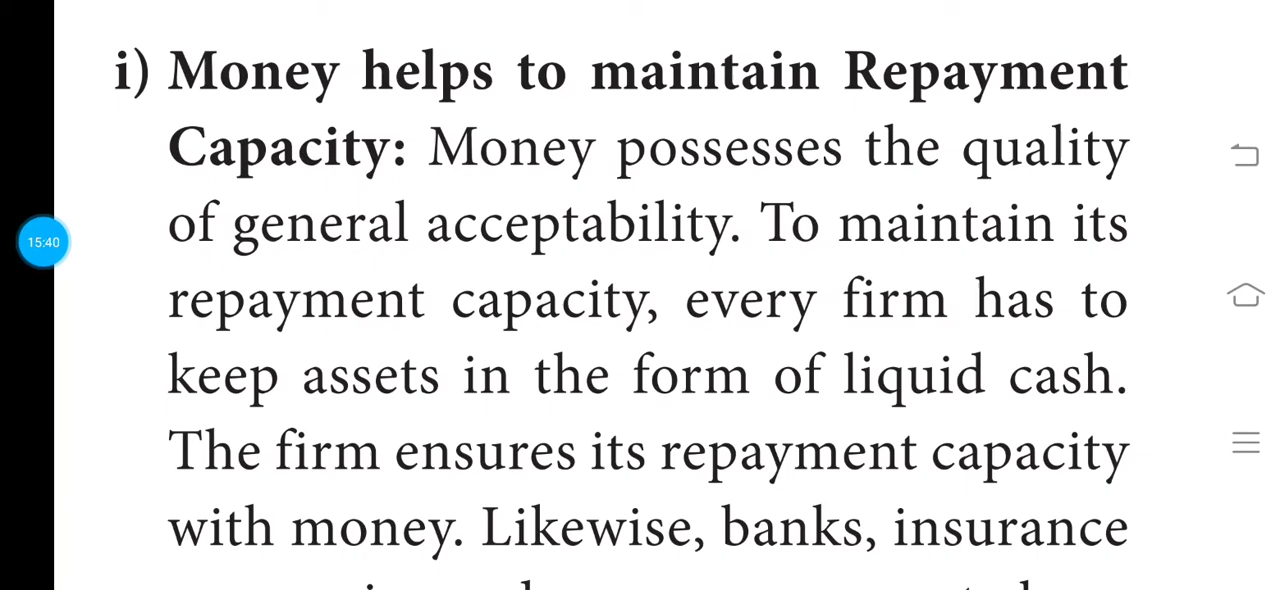 i) Money helps to maintain Repayment
Capacity: Money possesses the quality
of general acceptability. To maintain its
repayment capacity, every firm has to
keep assets in the form of liquid cash.
The firm ensures its repayment capacity
with money. Likewise, banks, insurance
15:40